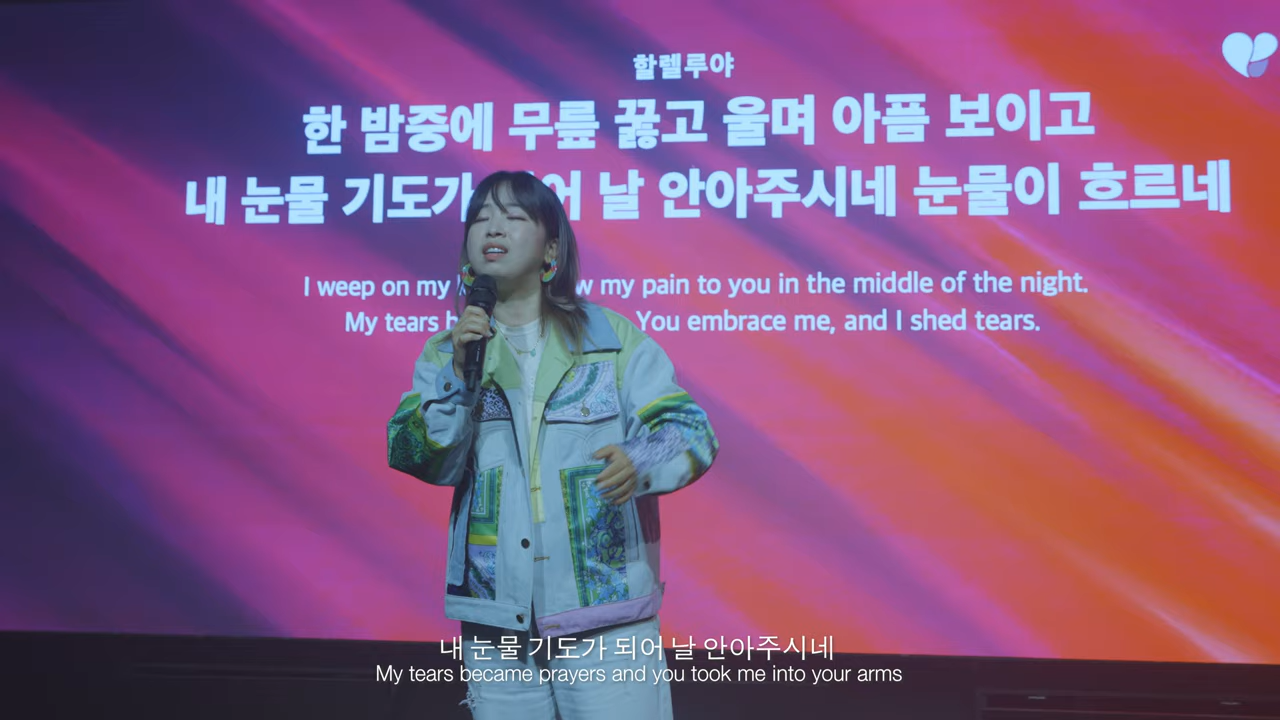 할렐루야
한 밤중에 무릎 꿇고 울며 아픔 보이고
내 눈물 기도가 되어 날 안아주시네 눈물이 흐르네
I weep on my my pain to you in the middle of the night.
My tears You embrace me, and I shed tears.
내 눈물 기도가 되어 날 안아주시네
My tears became prayers and you took me into your arms